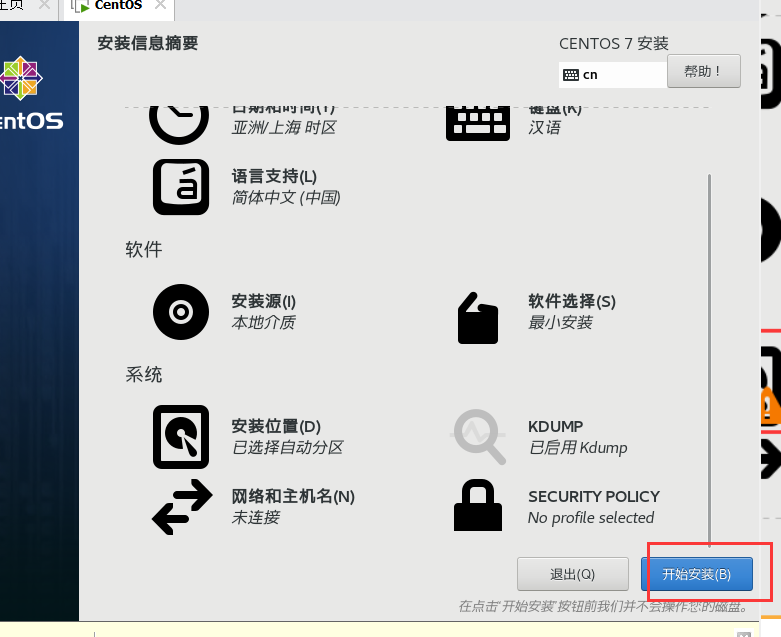 主页
CentOS
安装信息摘要
CENTOS 7 安装
cn
帮助！
entOS
日期和时间(T)
键盘(K)
亚洲/上海 时区
汉语
语言支持(L)
简体中文 (中国)
软件
安装源(I)
软件选择(S)
本地介质
最小安装
系统
安装位置(D)
KDUMP
已选择自动分区
已启用 Kdump
网络和主机名(N)
SECURITY POLICY
未连接
No profile selected
退出(Q)
开始安装(B)
在点击'开始安装'按钮前我们并不会操作您的磁盘。